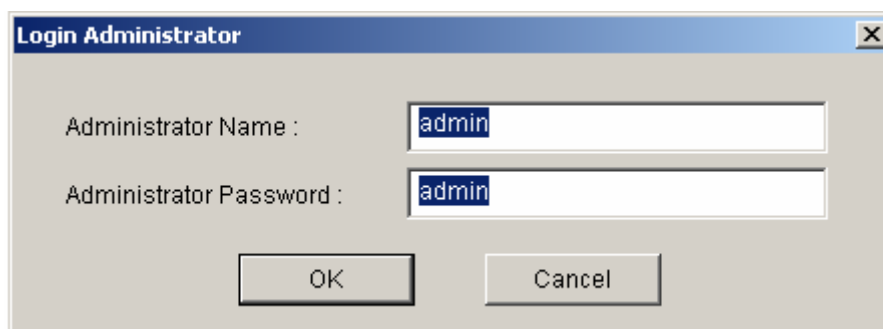 Login Administrator
Administrator Name : admin
Administrator Password : admin
OK Cancel